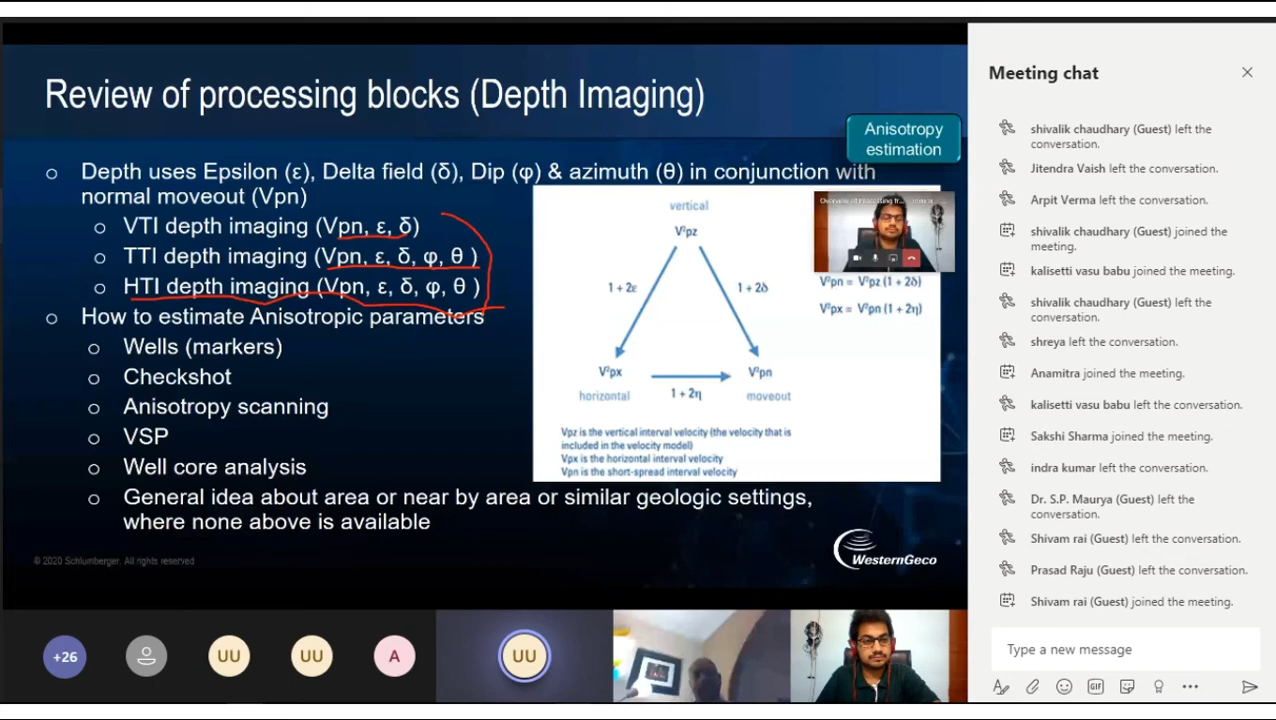 Review of processing blocks (Depth Imaging)
Anisotropy
estimation
Depth uses Epsilon (ε), Delta field (δ), Dip (φ) & azimuth (θ) in conjunction with
normal moveout (Vpn)
VTI depth imaging (Vpn, ε, δ)
TTI depth imaging (Vpn, ε, δ, φ, θ )
HTI depth imaging (Vpn, ε, δ, φ, θ )
How to estimate Anisotropic parameters
Wells (markers)
Checkshot
Anisotropy scanning
VSP
Well core analysis
General idea about area or near by area or similar geologic settings,
where none above is available
vertical
V²pz
1 + 2ε
1 + 2δ
V²px
V²pn
horizontal
1 + 2η
moveout
V²pn = V²pz (1 + 2δ)
V²px = V²pn (1 + 2η)
Vpz is the vertical interval velocity (the velocity that is
included in the velocity model)
Vpx is the horizontal interval velocity
Vpn is the short-spread interval velocity
© 2020 Schlumberger. All rights reserved
WesternGeco
+26
UU
UU
A
UU
Meeting chat
shivalik chaudhary (Guest) left the
conversation.
Jitendra Vaish left the conversation.
Arpit Verma left the conversation.
shivalik chaudhary (Guest) joined the
meeting.
kalisetti vasu babu joined the meeting.
shivalik chaudhary (Guest) left the
conversation.
shreya left the conversation.
Anamitra joined the meeting.
kalisetti vasu babu left the conversation.
Sakshi Sharma joined the meeting.
indra kumar left the conversation.
Dr. S.P. Maurya (Guest) left the
conversation.
Shivam rai (Guest) left the conversation.
Prasad Raju (Guest) left the conversation.
Shivam rai (Guest) joined the meeting.
Type a new message
GIF